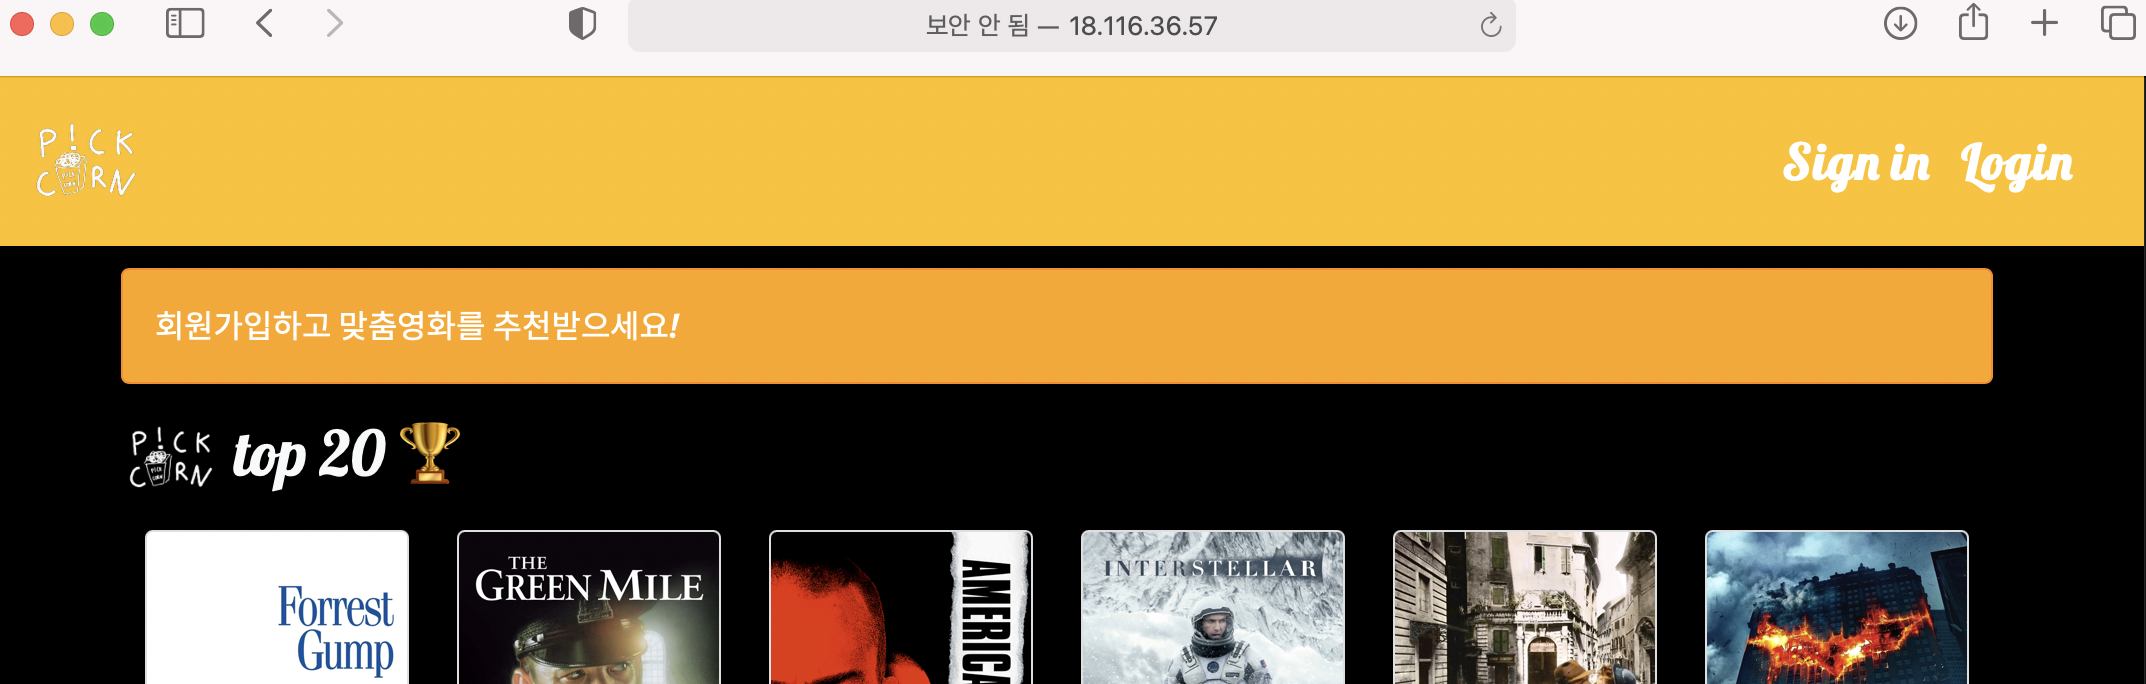 보안 안 됨 — 18.116.36.57
P!CK
CORN
Sign in Login
회원가입하고 맞춤영화를 추천받으세요!
P!CK
CORN
top 20
Forrest
Gump
THE
GREEN MILE
AMERICA
INTERSTELLAR